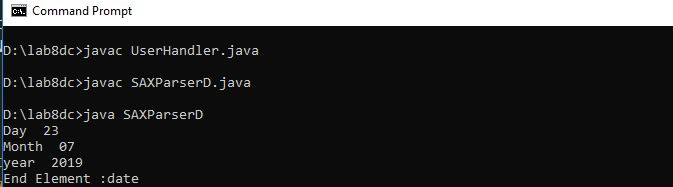 Command Prompt
D:\lab8dc>javac UserHandler.java
D:\lab8dc>javac SAXParserD.java
D:\lab8dc>java SAXParserD
Day  23
Month  07
year  2019
End Element :date